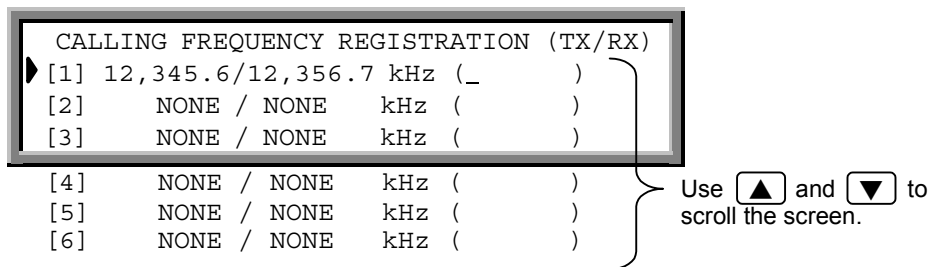 CALLING FREQUENCY REGISTRATION (TX/RX)
[1] 12,345.6/12,356.7 kHz (_ )
[2] NONE / NONE kHz ( )
[3] NONE / NONE kHz ( )
[4] NONE / NONE kHz ( )
[5] NONE / NONE kHz ( )
[6] NONE / NONE kHz ( )
Use ▲ and ▼ to
scroll the screen.